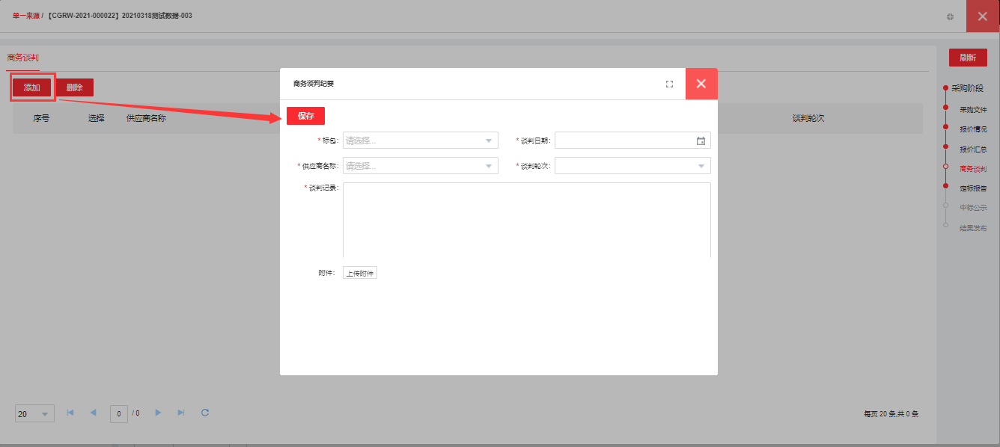 单一来源 / 【CGRW-2021-000022】20210318测试数据-003
商务谈判
刷新
添加 删除
序号 选择 供应商名称 谈判轮次
商务谈判纪要
保存
* 标包: 请选择... * 谈判日期:
* 供应商名称: 请选择... * 谈判轮次:
* 谈判记录:
附件: 上传附件
采购阶段
采购文件
报价情况
报价汇总
商务谈判
定标报告
中标公示
结果发布
20 0 / 0 每页 20 条,共 0 条